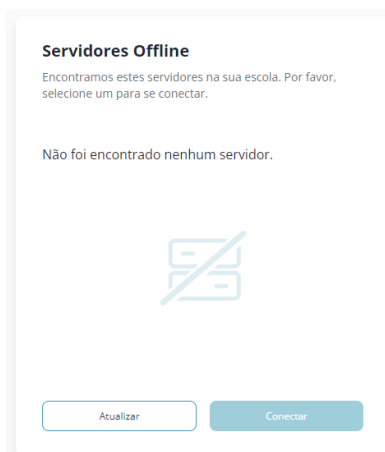 Servidores Offline
Encontramos estes servidores na sua escola. Por favor,
selecione um para se conectar.
Não foi encontrado nenhum servidor.
Atualizar
Conectar